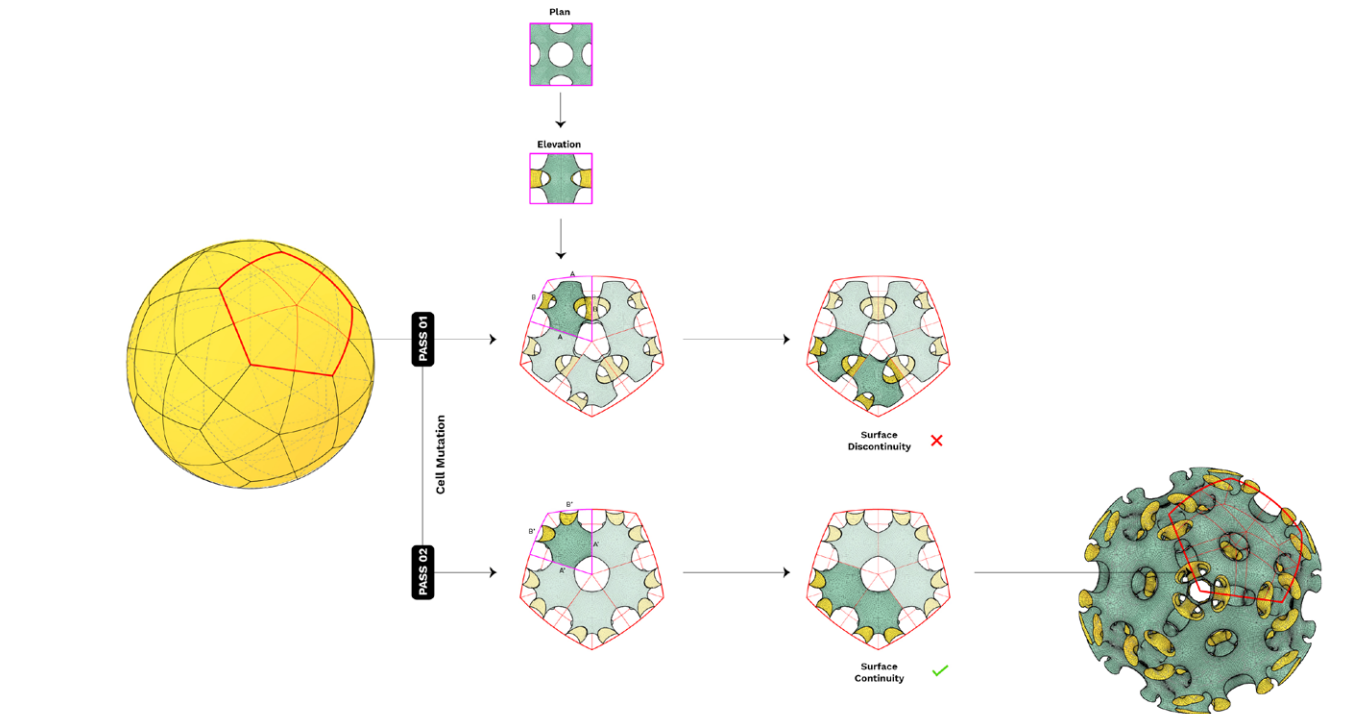 Plan
Elevation
A
B
B
A
PASS 01
Surface
Discontinuity
Cell Mutation
B'
B'
A'
A'
PASS 02
Surface
Continuity